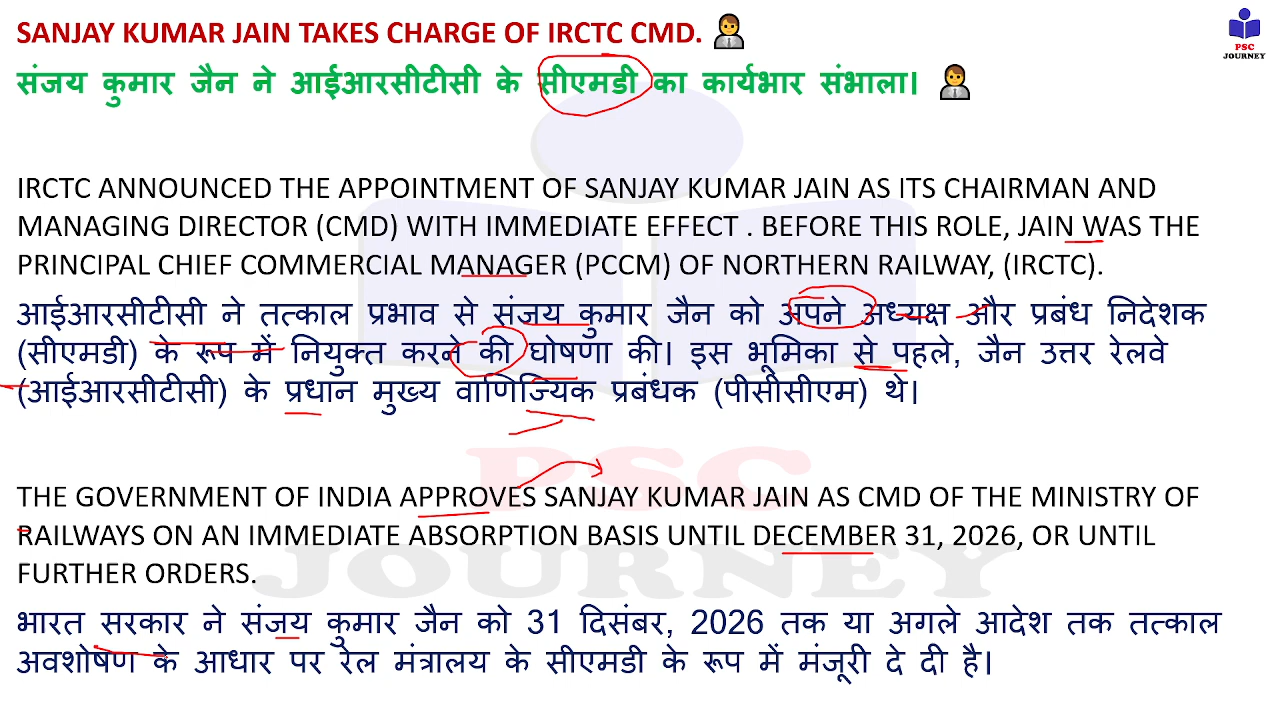 SANJAY KUMAR JAIN TAKES CHARGE OF IRCTC CMD.
संजय कुमार जैन ने आईआरसीटीसी के सीएमडी का कार्यभार संभाला।
PSC
JOURNEY
IRCTC ANNOUNCED THE APPOINTMENT OF SANJAY KUMAR JAIN AS ITS CHAIRMAN AND
MANAGING DIRECTOR (CMD) WITH IMMEDIATE EFFECT . BEFORE THIS ROLE, JAIN WAS THE
PRINCIPAL CHIEF COMMERCIAL MANAGER (PCCM) OF NORTHERN RAILWAY, (IRCTC).
आईआरसीटीसी ने तत्काल प्रभाव से संजय कुमार जैन को अपने अध्यक्ष और प्रबंध निदेशक
(सीएमडी) के रूप में नियुक्त करने की घोषणा की। इस भूमिका से पहले, जैन उत्तर रेलवे
(आईआरसीटीसी) के प्रधान मुख्य वाणिज्यिक प्रबंधक (पीसीसीएम) थे।
PSC
THE GOVERNMENT OF INDIA APPROVES SANJAY KUMAR JAIN AS CMD OF THE MINISTRY OF
RAILWAYS ON AN IMMEDIATE ABSORPTION BASIS UNTIL DECEMBER 31, 2026, OR UNTIL
JOURNEY
FURTHER ORDERS.
भारत सरकार ने संजय कुमार जैन को 31 दिसंबर, 2026 तक या अगले आदेश तक तत्काल
अवशोषण के आधार पर रेल मंत्रालय के सीएमडी के रूप में मंजूरी दे दी है।